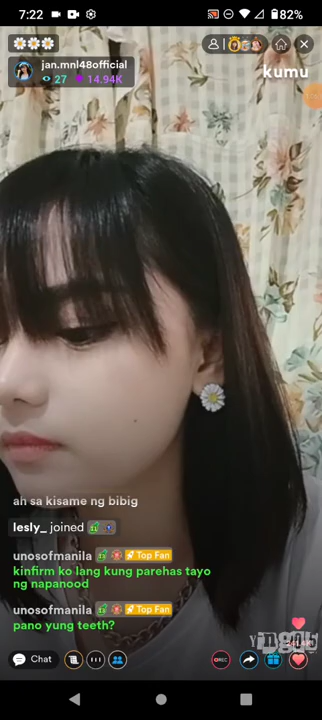 7:22
82%
jan.mnl48official
27 14.94K
kumu
ah sa kisame ng bibig
lesly_ joined
unosofmanila Top Fan
kinfirm ko lang kung parehas tayo
ng napanood
unosofmanila Top Fan
pano yung teeth?
Chat
REC